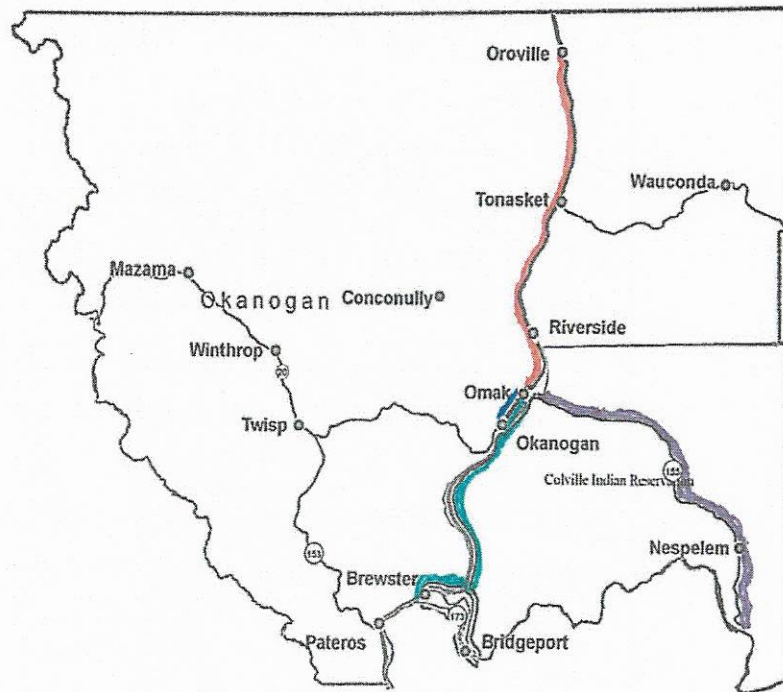 Oroville
Wauconda
Tonasket
Mazama
Okanogan
Conconully
Riverside
Winthrop
20
Omak
Twisp
Okanogan
155
Colville Indian Reservation
153
Nespelem
Brewster
173
Pateros
Bridgeport